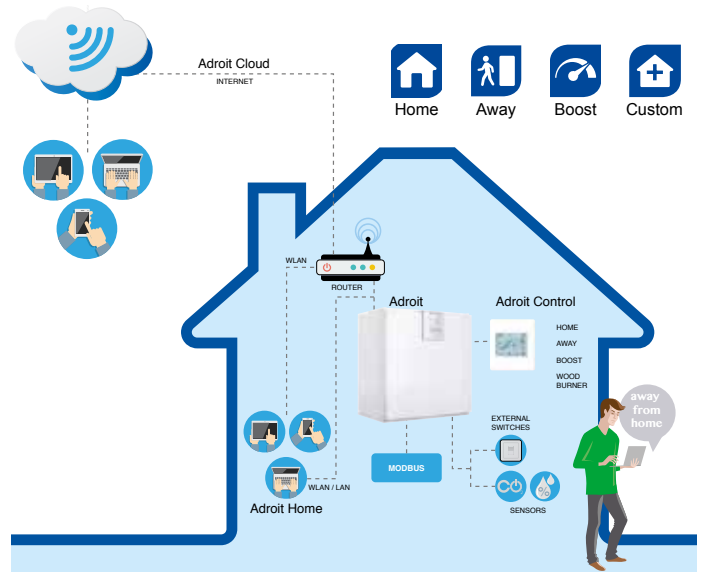 Adroit Cloud
INTERNET
Home
Away
Boost
Custom
WLAN
ROUTER
Adroit
Adroit Control
HOME
AWAY
BOOST
WOOD
BURNER
away
from
home
EXTERNAL
SWITCHES
MODBUS
WLAN / LAN
Adroit Home
SENSORS